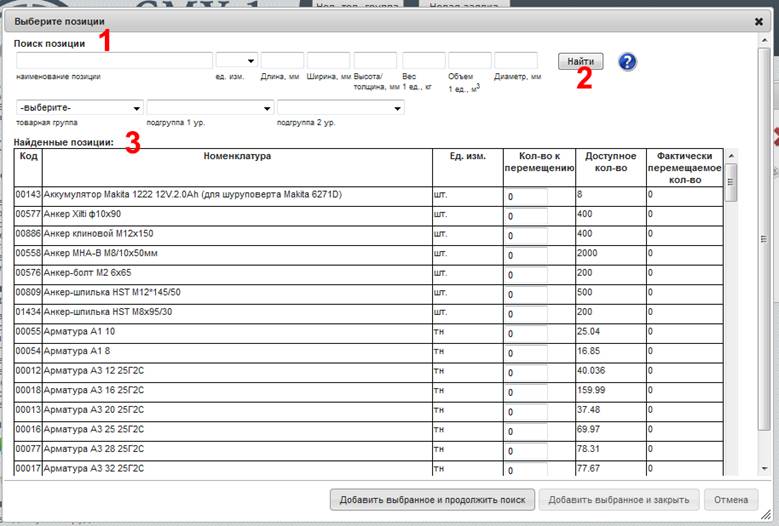 Выберите позиции
Поиск позиции
1
Найти
?
2
наименование позиции ед. изм. Длина, мм Ширина, мм Высота/ толщина, мм Вес 1 ед., кг Объем 1 ед., м³ Диаметр, мм
-выберите-
товарная группа подгруппа 1 ур. подгруппа 2 ур.
3
Найденные позиции:
Код Номенклатура Ед. изм. Кол-во к перемещению Доступное кол-во Фактически перемещаемое кол-во
00143 Аккумулятор Makita 1222 12V.2.0Ah (для шуруповерта Makita 6271D) шт. 0 8 0
00577 Анкер Xilti ф10х90 шт. 0 400 0
00886 Анкер клиновой М12х150 шт. 0 400 0
00558 Анкер МНА-В М8/10х50мм шт. 0 2000 0
00576 Анкер-болт М2 6х65 шт. 0 200 0
00809 Анкер-шпилька HST М12*145/50 шт. 0 500 0
01434 Анкер-шпилька HST М8х95/30 шт. 0 200 0
00055 Арматура А1 10 тн 0 25.04 0
00054 Арматура А1 8 тн 0 16.85 0
00012 Арматура А3 12 25Г2С тн 0 40.036 0
00018 Арматура А3 16 25Г2С тн 0 159.99 0
00013 Арматура А3 20 25Г2С тн 0 37.48 0
00016 Арматура А3 25 25Г2С тн 0 69.97 0
00077 Арматура А3 28 25Г2С тн 0 78.31 0
00017 Арматура А3 32 25Г2С тн 0 77.67 0
Добавить выбранное и продолжить поиск Добавить выбранное и закрыть Отмена